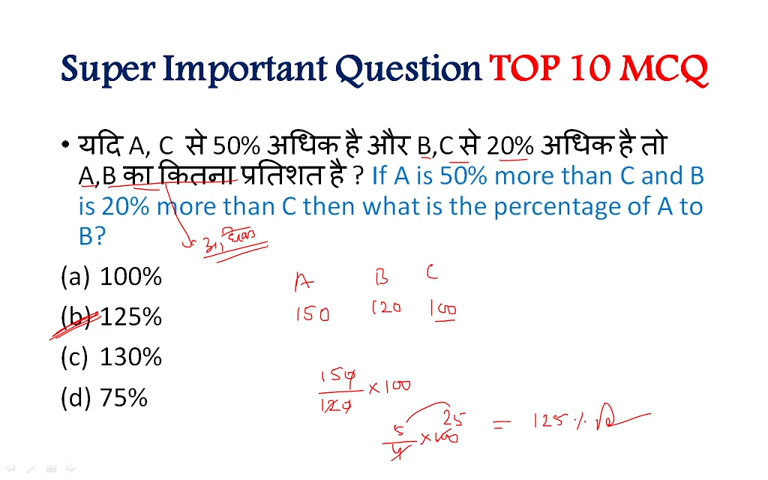 Super Important Question TOP 10 MCQ
• यदि A, C से 50% अधिक है और B,C से 20% अधिक है तो
A,B का कितना प्रतिशत है ? If A is 50% more than C and B
is 20% more than C then what is the percentage of A to
B?
अधिक
(a) 100%
(b) 125%
(c) 130%
(d) 75%
A B C
150 120 100
150/120 × 100
5/4 × 100 25 = 125%